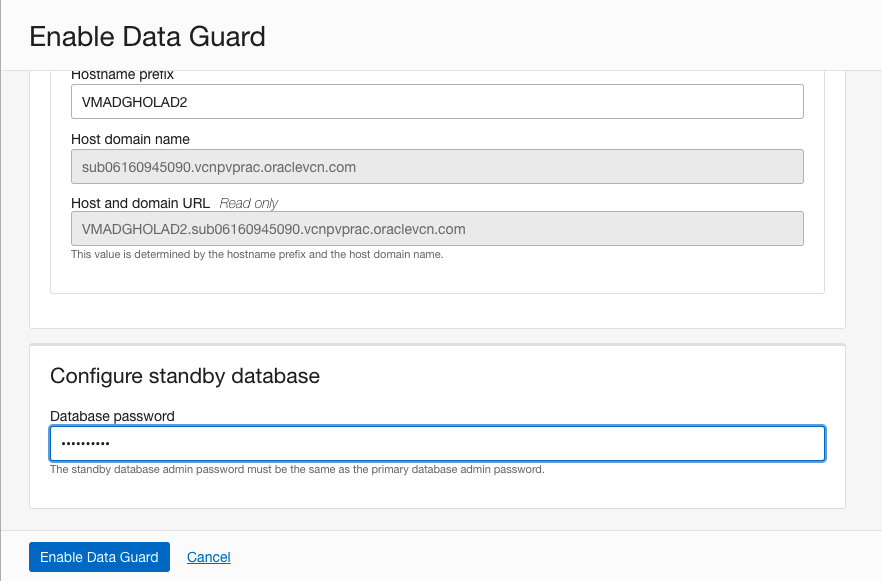 Enable Data Guard
Hostname prefix
VMADGHOLAD2
Host domain name
sub06160945090.vcnpvprac.oraclevcn.com
Host and domain URL Read only
VMADGHOLAD2.sub06160945090.vcnpvprac.oraclevcn.com
This value is determined by the hostname prefix and the host domain name.
Configure standby database
Database password
••••••••••
The standby database admin password must be the same as the primary database admin password.
Enable Data Guard Cancel